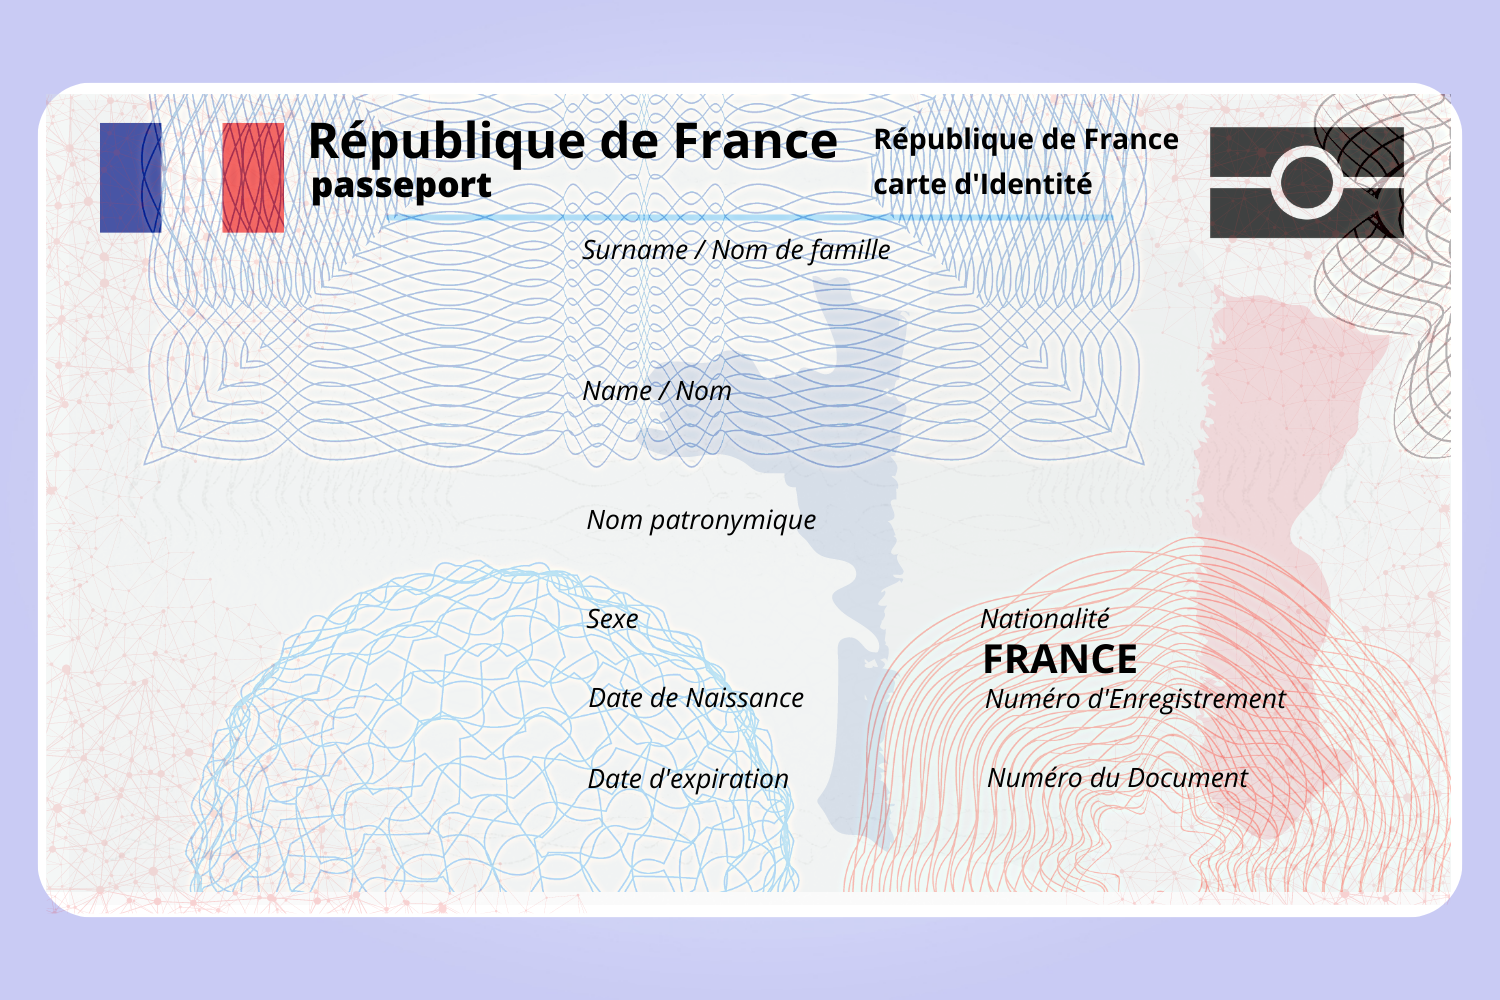 République de France
passeport
République de France
carte d'Identité
Surname / Nom de famille
Name / Nom
Nom patronymique
Sexe
Nationalité
FRANCE
Date de Naissance
Numéro d'Enregistrement
Date d'expiration
Numéro du Document